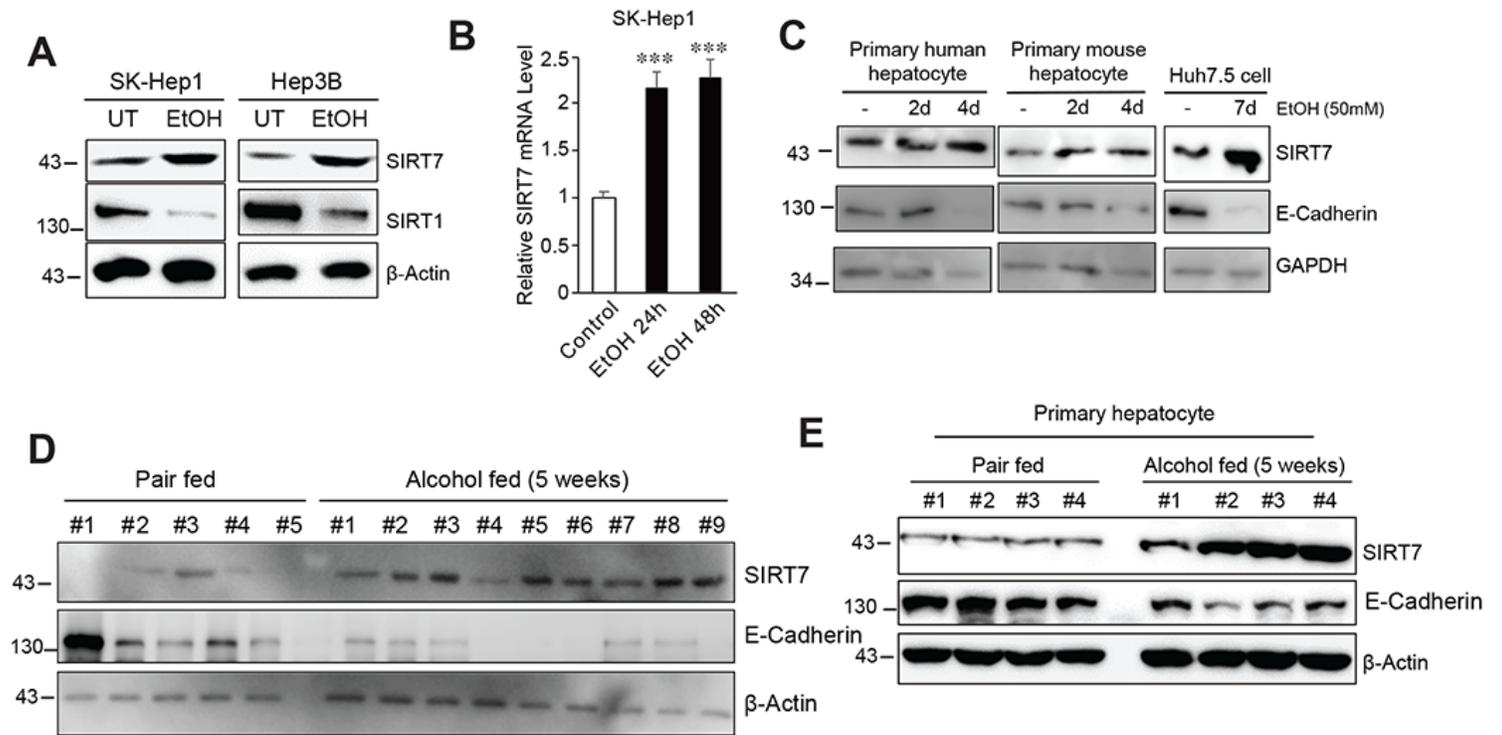 A
SK-Hep1 Hep3B
UT EtOH UT EtOH
43 SIRT7
130 SIRT1
43 β-Actin
B
SK-Hep1
Relative SIRT7 mRNA Level
2.5
2
1.5
1
0.5
0
*** ***
Control EtOH 24h EtOH 48h
C
Primary human hepatocyte
Primary mouse hepatocyte
Huh7.5 cell
- 2d 4d - 2d 4d - 7d EtOH (50mM)
43 SIRT7
130 E-Cadherin
34 GAPDH
D
Pair fed Alcohol fed (5 weeks)
#1 #2 #3 #4 #5 #1 #2 #3 #4 #5 #6 #7 #8 #9
43 SIRT7
130 E-Cadherin
43 β-Actin
E
Primary hepatocyte
Pair fed Alcohol fed (5 weeks)
#1 #2 #3 #4 #1 #2 #3 #4
43 SIRT7
130 E-Cadherin
43 β-Actin